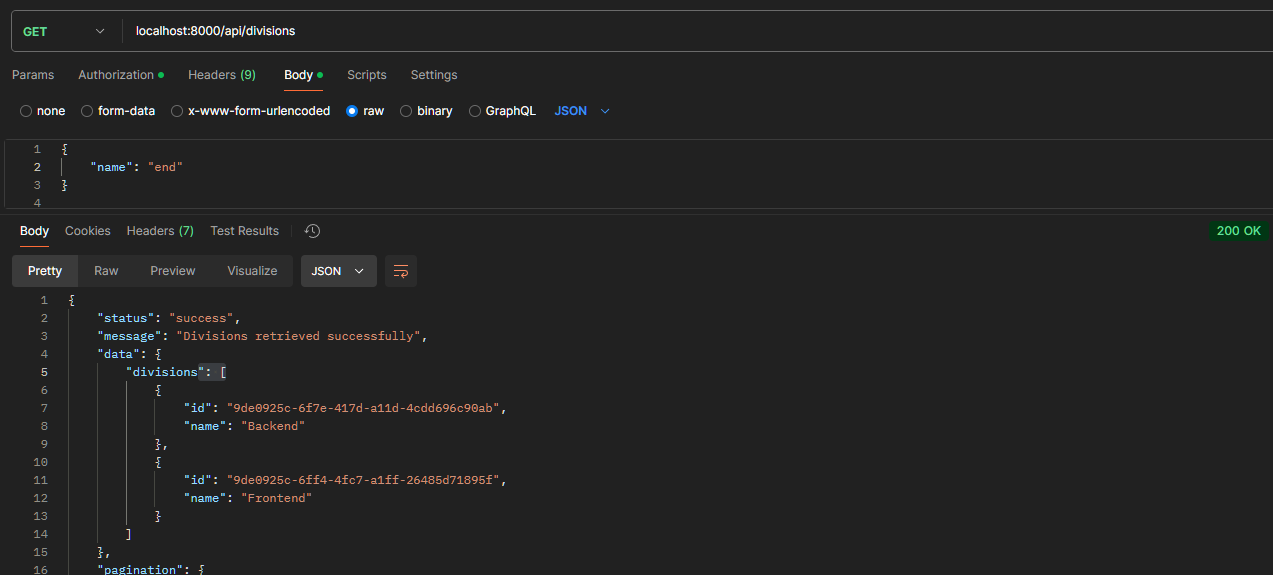 GET localhost:8000/api/divisions
Params Authorization Headers (9) Body Scripts Settings
none form-data x-www-form-urlencoded raw binary GraphQL JSON
1 {
2 "name": "end"
3 }
4
Body Cookies Headers (7) Test Results 200 OK
Pretty Raw Preview Visualize JSON
1 {
2 "status": "success",
3 "message": "Divisions retrieved successfully",
4 "data": {
5 "divisions": [
6 {
7 "id": "9de0925c-6f7e-417d-a11d-4cdd696c90ab",
8 "name": "Backend"
9 },
10 {
11 "id": "9de0925c-6ff4-4fc7-a1ff-26485d71895f",
12 "name": "Frontend"
13 }
14 ]
15 },
16 "pagination": {